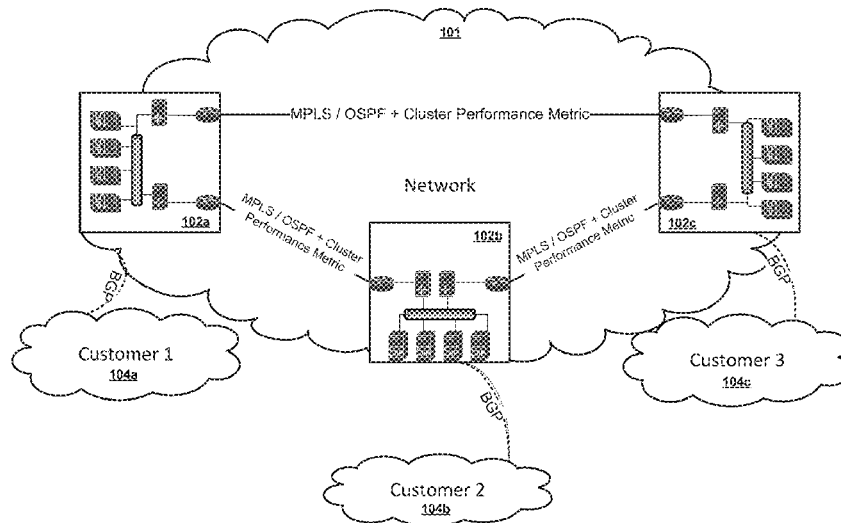 101
MPLS / OSPF + Cluster Performance Metric
102a
102c
Network
MPLS / OSPF + Cluster
Performance Metric
102b
MPLS / OSPF + Cluster
Performance Metric
BGP
BGP
Customer 1
104a
Customer 3
104c
BGP
Customer 2
104b